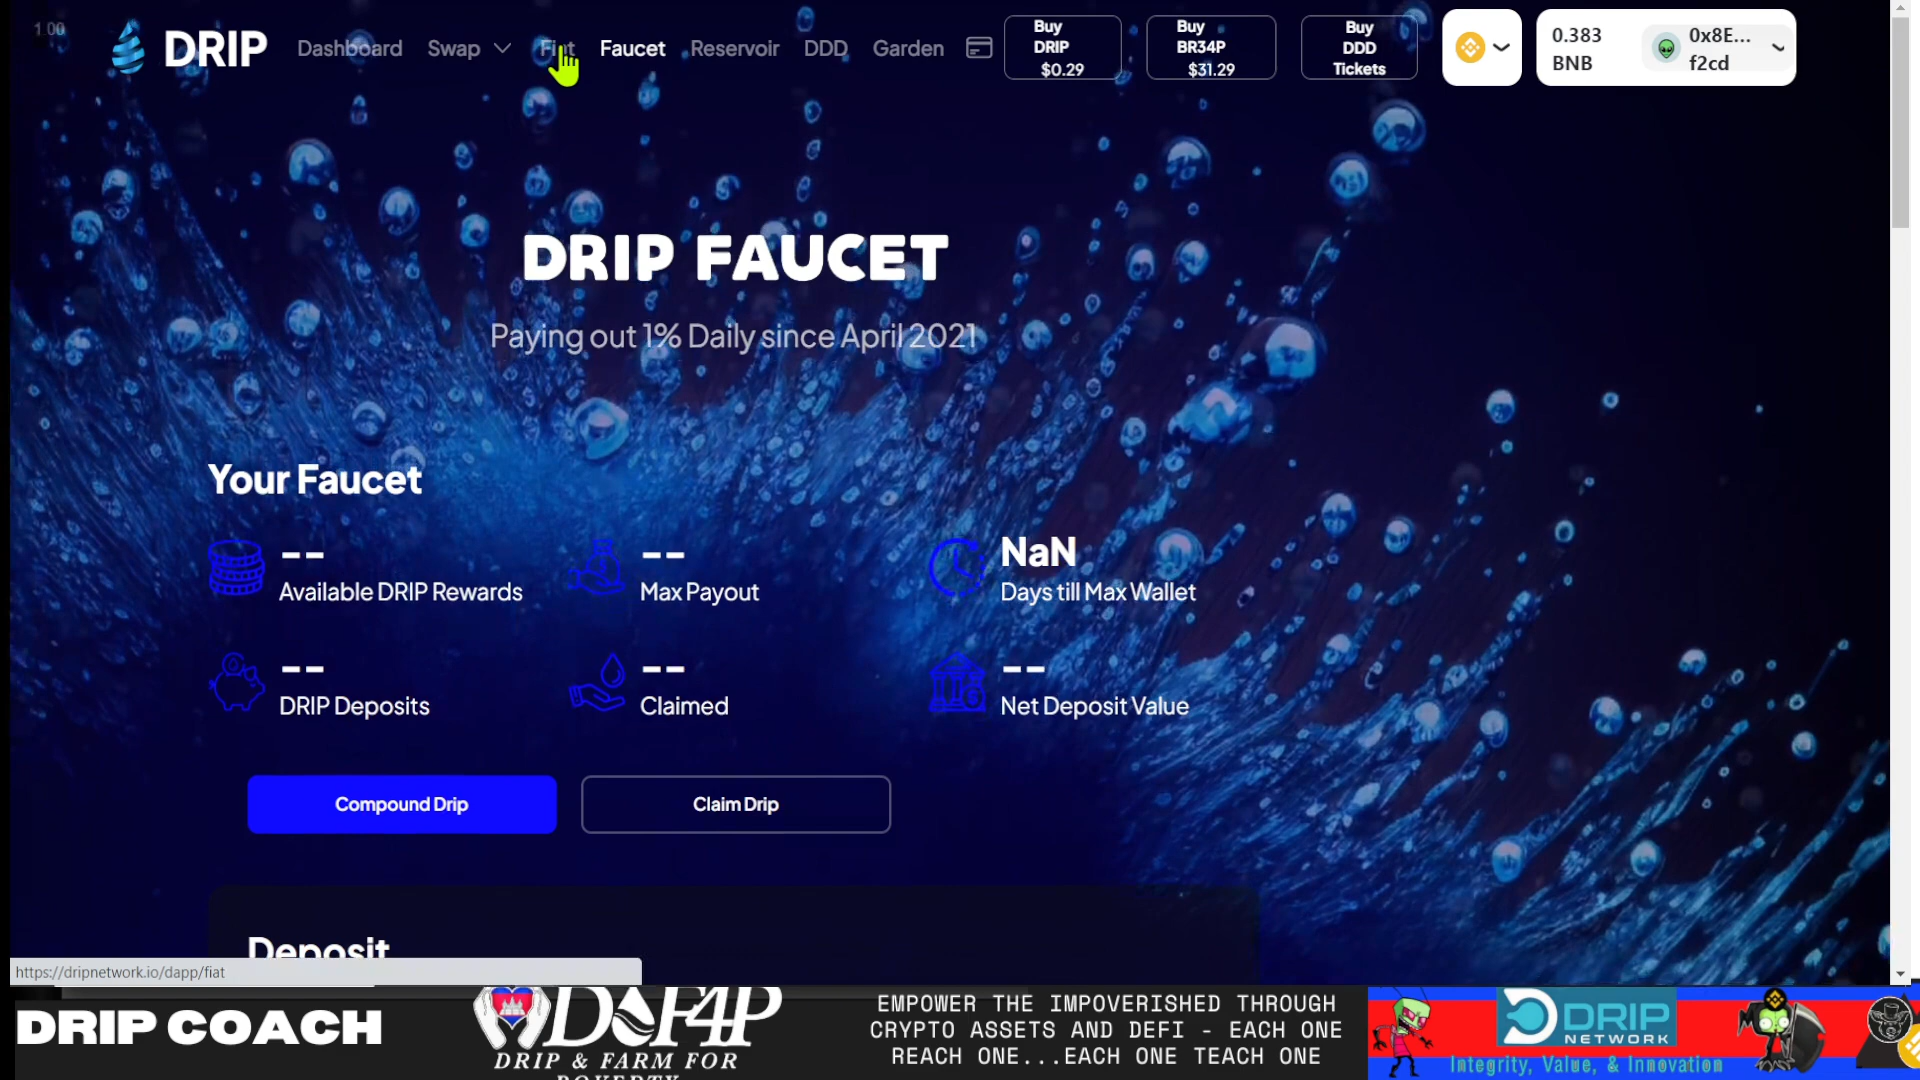 1.00
DRIP
Dashboard
Swap
Fiat
Faucet
Reservoir
DDD
Garden
Buy
DRIP
$0.29
Buy
BR34P
$31.29
Buy
DDD
Tickets
0.383
BNB
0x8E...
f2cd
DRIP FAUCET
Paying out 1% Daily since April 2021
Your Faucet
--
Available DRIP Rewards
--
Max Payout
NaN
Days till Max Wallet
--
DRIP Deposits
--
Claimed
--
Net Deposit Value
Compound Drip
Claim Drip
Deposit
https://dripnetwork.io/dapp/fiat
DRIP COACH
D&F4P
DRIP & FARM FOR
POVERTY
EMPOWER THE IMPOVERISHED THROUGH
CRYPTO ASSETS AND DEFI - EACH ONE
REACH ONE...EACH ONE TEACH ONE
DRIP
NETWORK
Integrity, Value, & Innovation